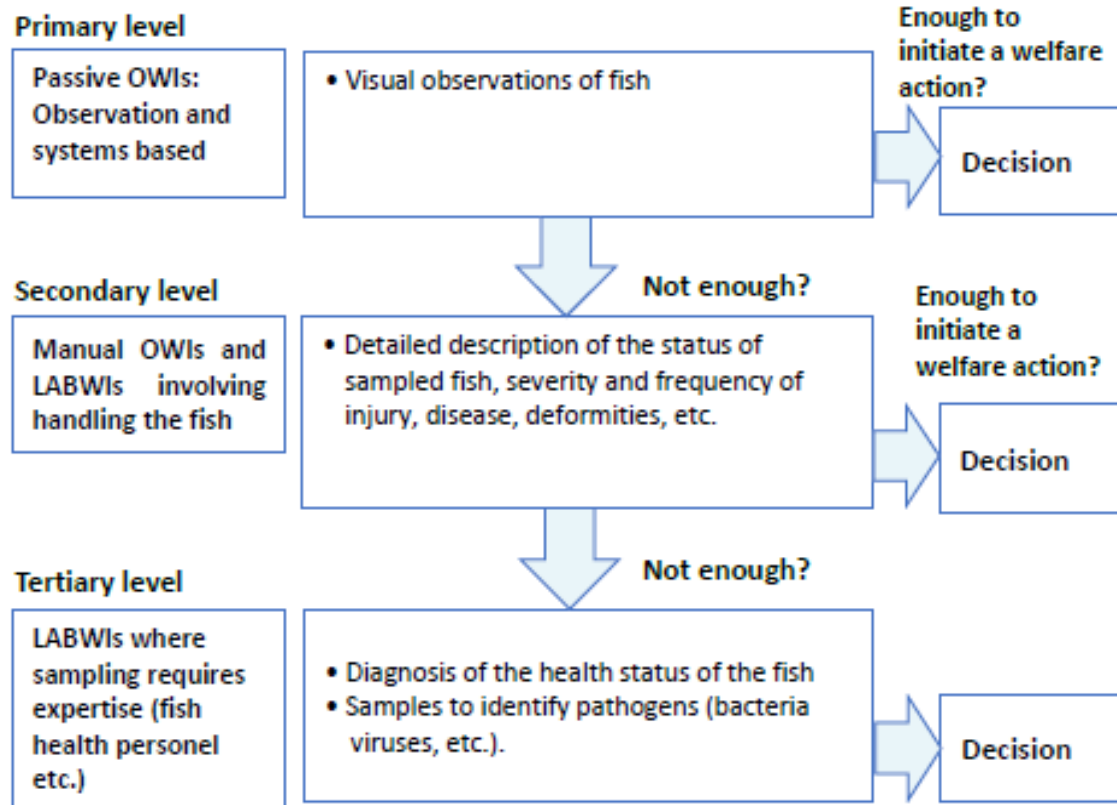 Primary level
Passive OWIs:
Observation and
systems based
• Visual observations of fish
Enough to
initiate a welfare
action?
Decision
Not enough?
Secondary level
Manual OWIs and
LABWIs involving
handling the fish
• Detailed description of the status of
sampled fish, severity and frequency of
injury, disease, deformities, etc.
Enough to
initiate a
welfare action?
Decision
Not enough?
Tertiary level
LABWIs where
sampling requires
expertise (fish
health personel
etc.)
• Diagnosis of the health status of the fish
• Samples to identify pathogens (bacteria
viruses, etc.).
Decision